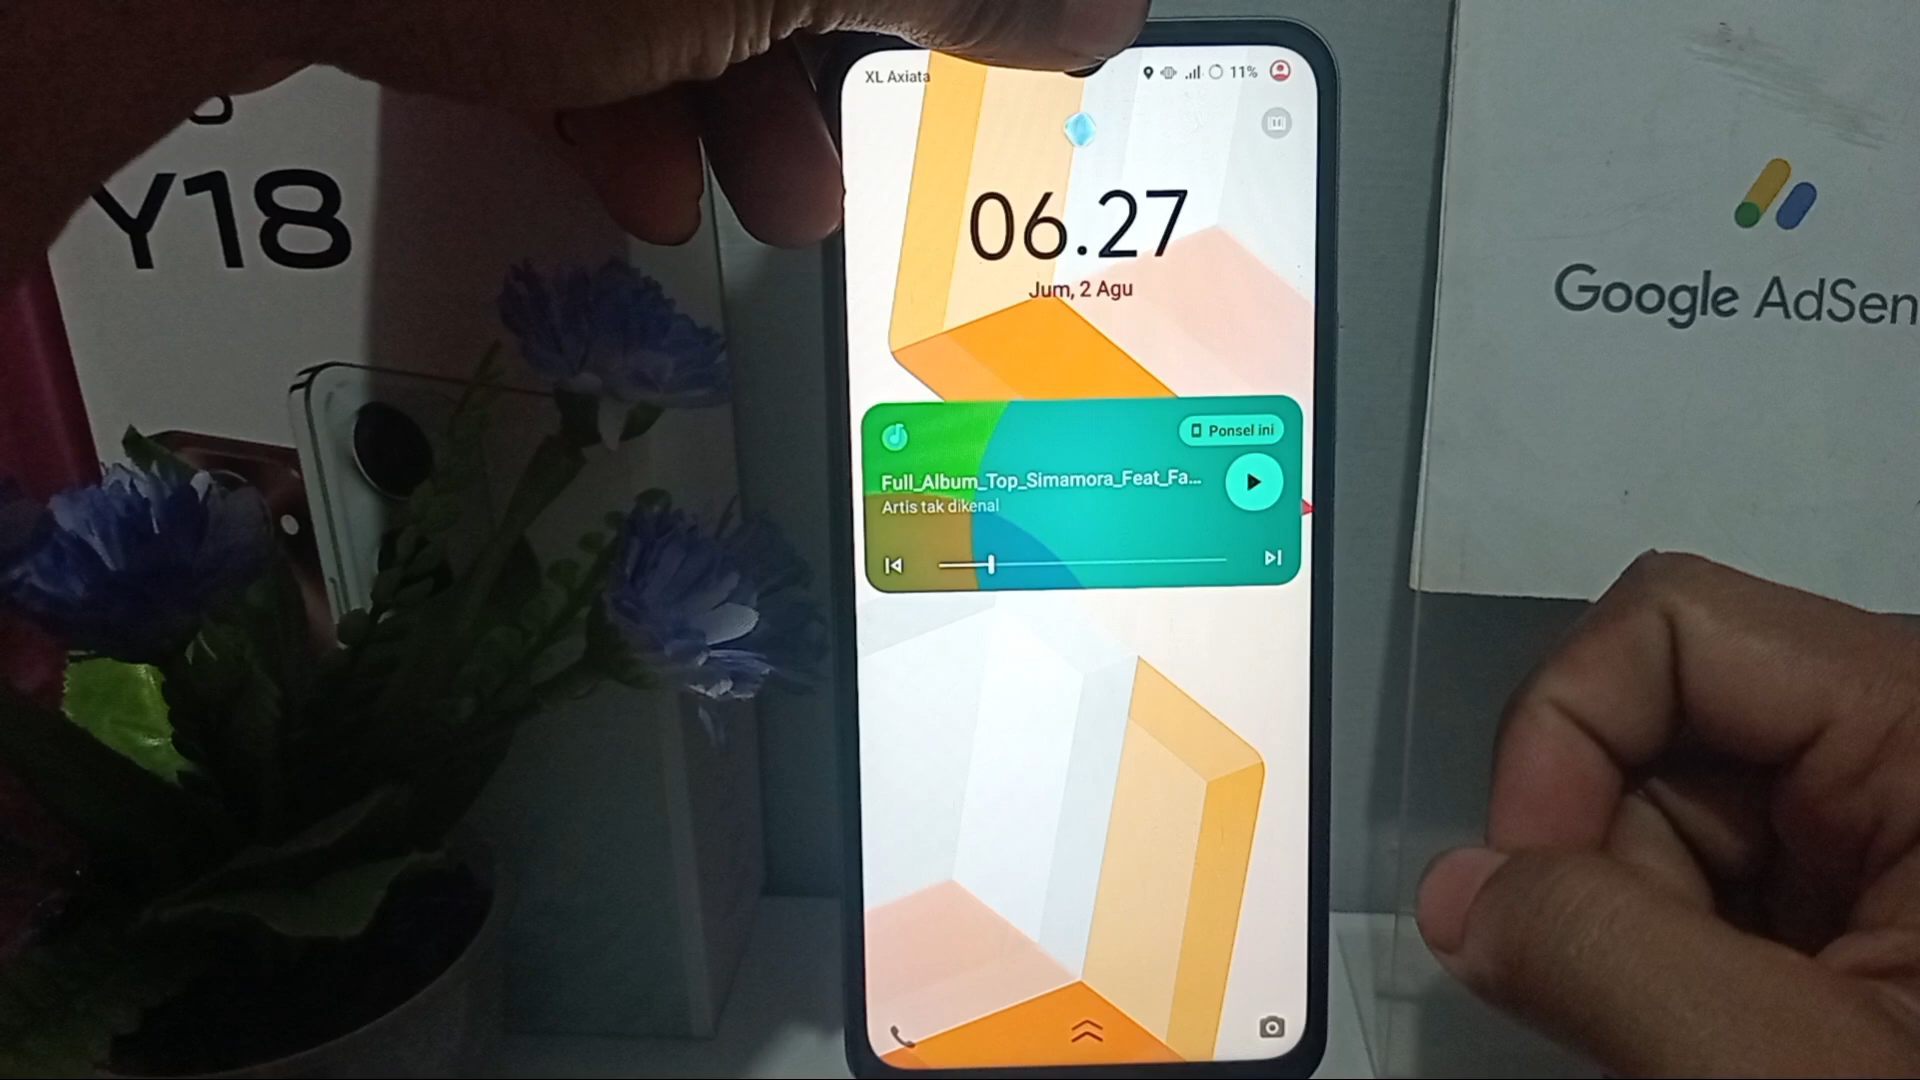 Y18
XL Axiata
11%
06.27
Jum, 2 Agu
Ponsel ini
Full_Album_Top_Simamora_Feat_Fa...
Artis tak dikenal
Google AdSen